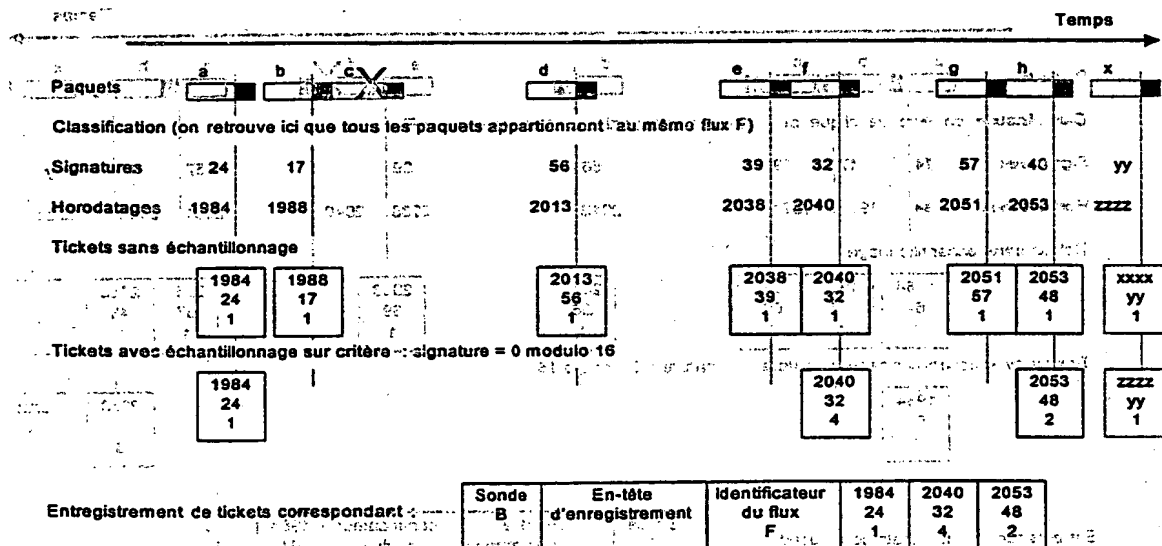 Temps
a b c d e f g h x
Paquets
Classification (on retrouve ici que tous les paquets appartiennent au même flux F)
Signatures 24 17 56 39 32 57 48 yy
Horodatages 1984 1988 2013 2038 2040 2051 2053 zzzz
Tickets sans échantillonnage
1984 1988 2013 2038 2040 2051 2053 xxxx
24 17 56 39 32 57 48 yy
1 1 1 1 1 1 1 1
Tickets avec échantillonnage sur critère : signature = 0 modulo 16
1984 2040 2053 zzzz
24 32 48 yy
1 4 2 1
Sonde En-tête Identificateur 1984 2040 2053
Entregistrement de tickets correspondant : B d'enregistrement du flux 24 32 48
F 1 4 2